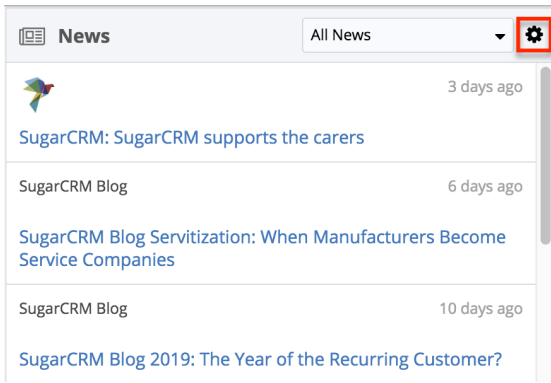 News
All News
3 days ago
SugarCRM: SugarCRM supports the carers
SugarCRM Blog
6 days ago
SugarCRM Blog Servitization: When Manufacturers Become
Service Companies
SugarCRM Blog
10 days ago
SugarCRM Blog 2019: The Year of the Recurring Customer?